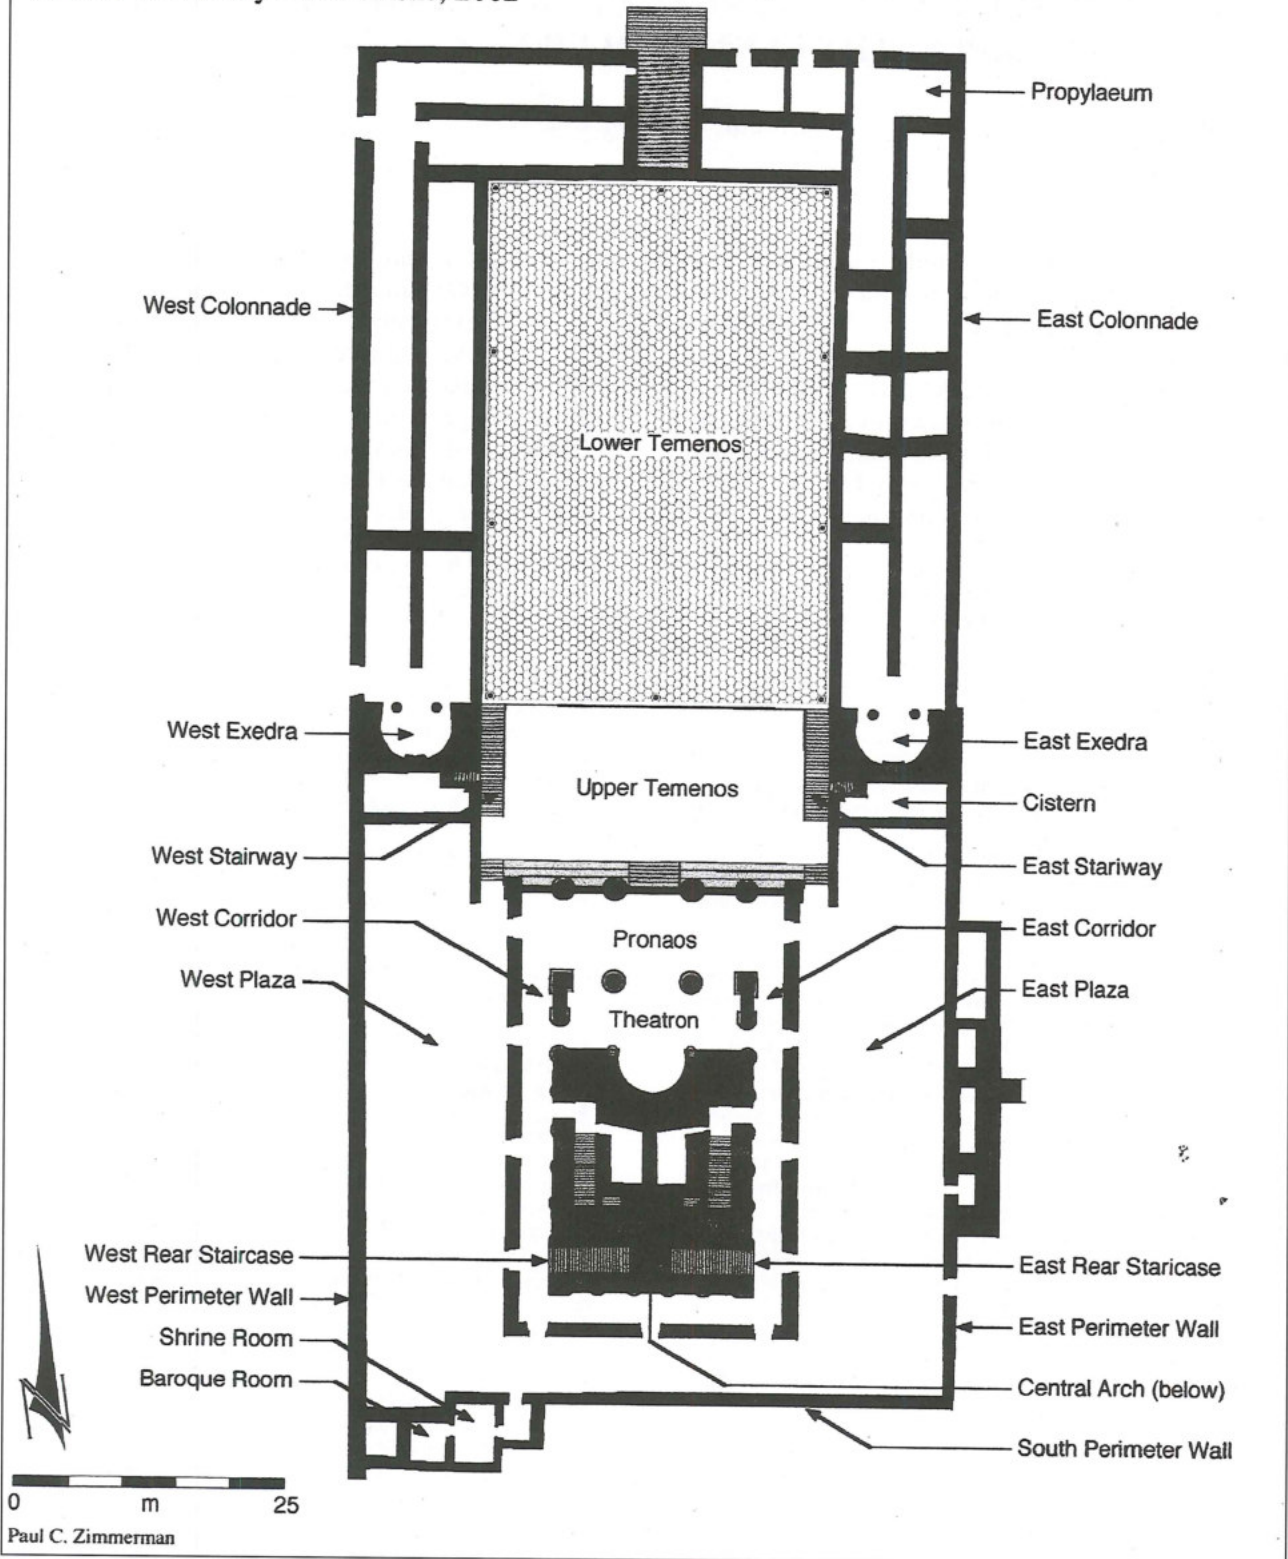 Propylaeum
West Colonnade
East Colonnade
Lower Temenos
West Exedra
East Exedra
Upper Temenos
Cistern
West Stairway
East Stariway
West Corridor
East Corridor
Pronaos
West Plaza
East Plaza
Theatron
West Rear Staircase
East Rear Staricase
West Perimeter Wall
Shrine Room
East Perimeter Wall
Baroque Room
Central Arch (below)
South Perimeter Wall
N
0 m 25
Paul C. Zimmerman